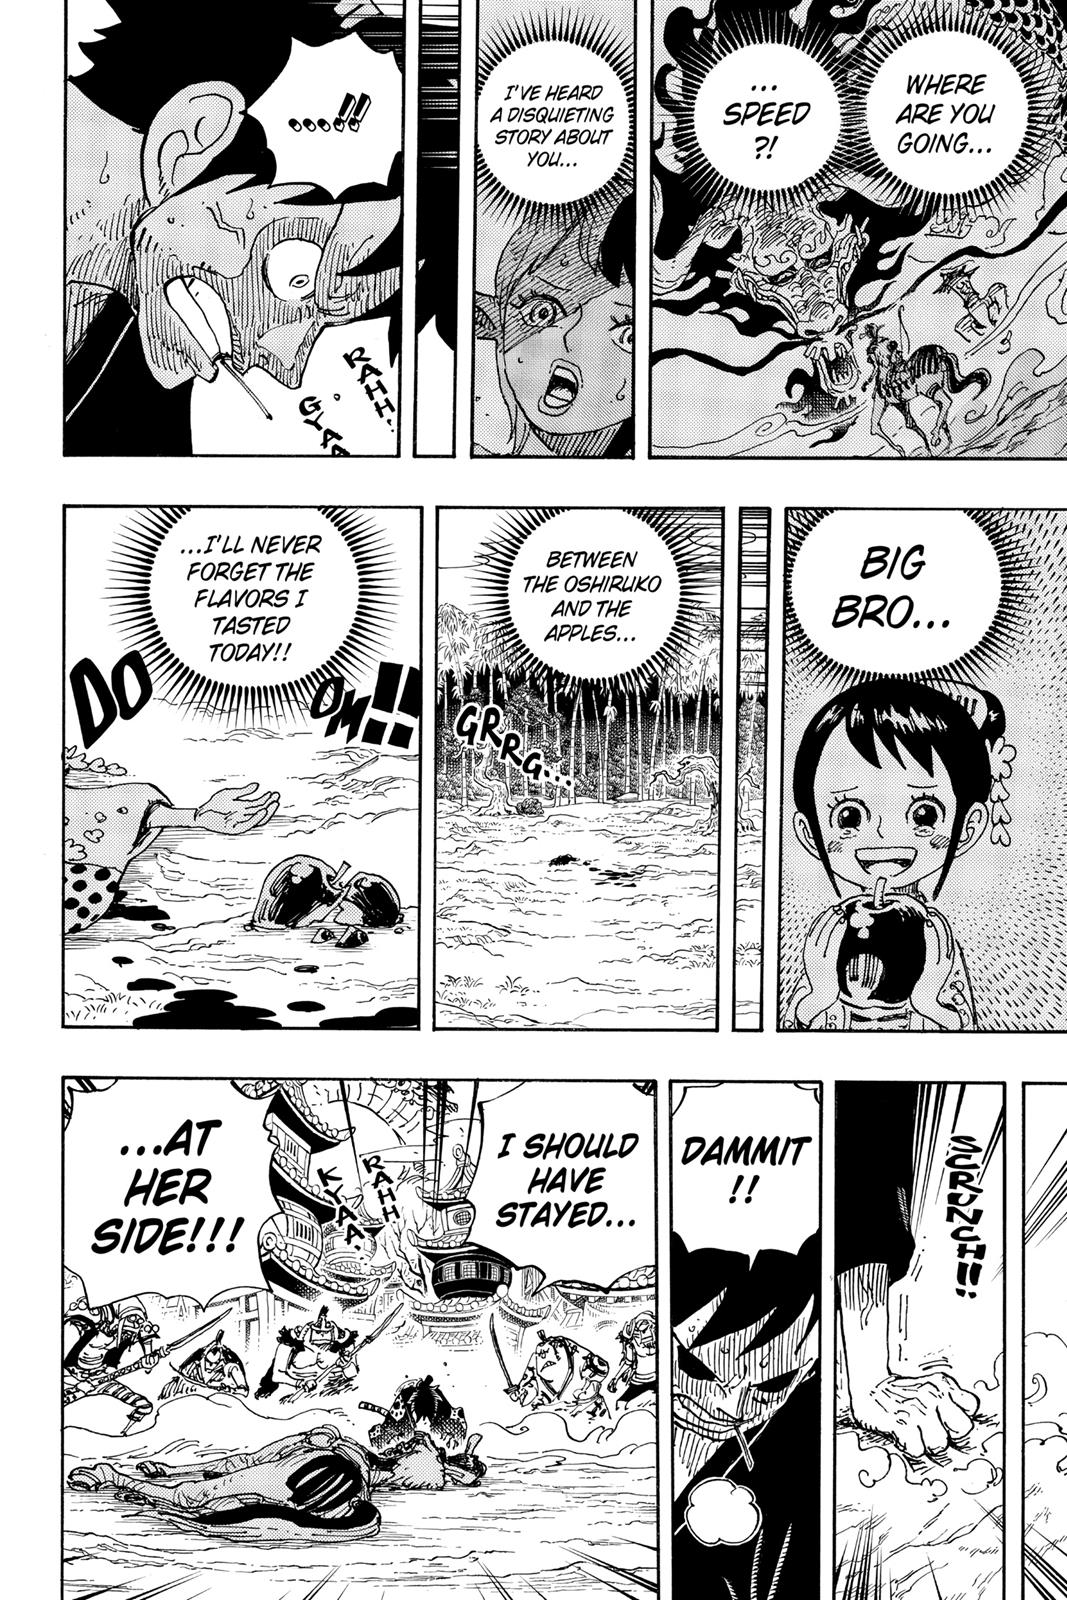 WHERE
ARE YOU
GOING...
...
SPEED
?!
I'VE HEARD
A DISQUIETING
STORY ABOUT
YOU...
...!!
RAHH!
GYAA
BIG
BRO...
BETWEEN
THE OSHIRUKO
AND THE
APPLES...
GRRG...
...I'LL NEVER
FORGET THE
FLAVORS I
TASTED
TODAY!!
DO
OM!!
SCRUNCH!!
DAMMIT
!!
I SHOULD
HAVE
STAYED...
RAHH
KYAA
...AT
HER
SIDE!!!